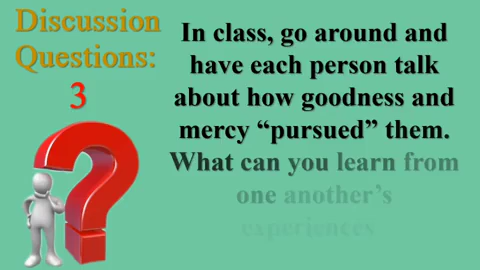 Discussion
Questions:
3
In class, go around and
have each person talk
about how goodness and
mercy “pursued” them.
What can you learn from
one another’s
experiences